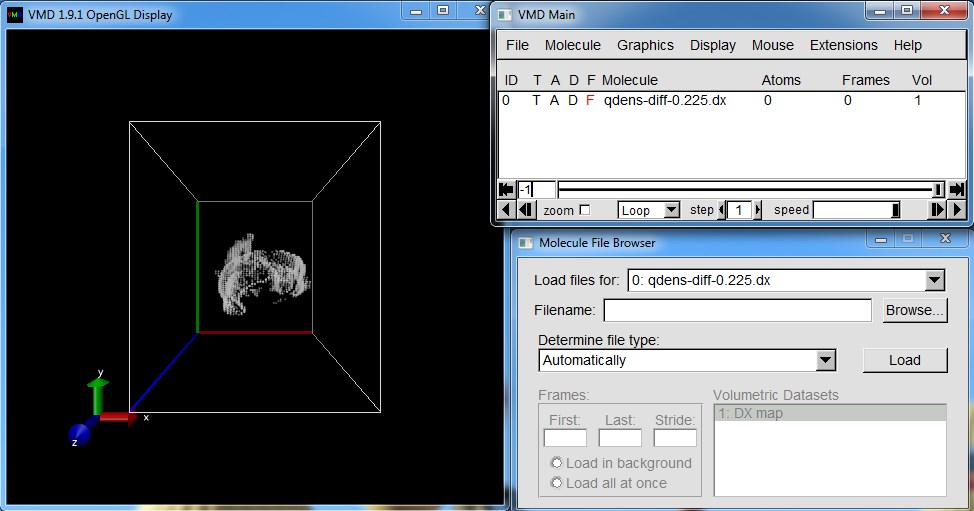 VMD 1.9.1 OpenGL Display
y
x
z
VMD Main
File Molecule Graphics Display Mouse Extensions Help
ID T A D F Molecule Atoms Frames Vol
0 T A D F qdens-diff-0.225.dx 0 0 1
-1
zoom Loop step 1 speed
Molecule File Browser
Load files for: 0: qdens-diff-0.225.dx
Filename: Browse...
Determine file type:
Automatically Load
Frames: Volumetric Datasets
First: Last: Stride: 1: DX map
Load in background
Load all at once